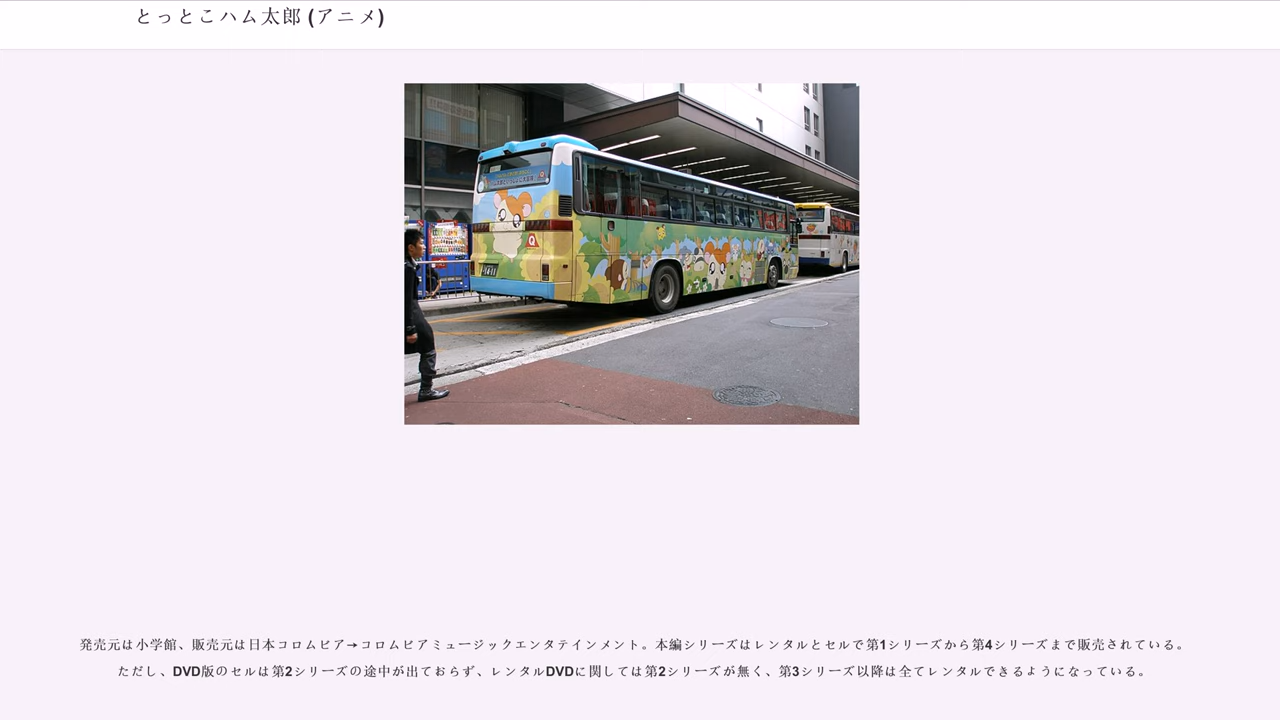 とっとこハム太郎 (アニメ)
発売元は小学館、販売元は日本コロムビア→コロムビアミュージックエンタテインメント。本編シリーズはレンタルとセルで第1シリーズから第4シリーズまで販売されている。
ただし、DVD版のセルは第2シリーズの途中が出ておらず、レンタルDVDに関しては第2シリーズが無く、第3シリーズ以降は全てレンタルできるようになっている。